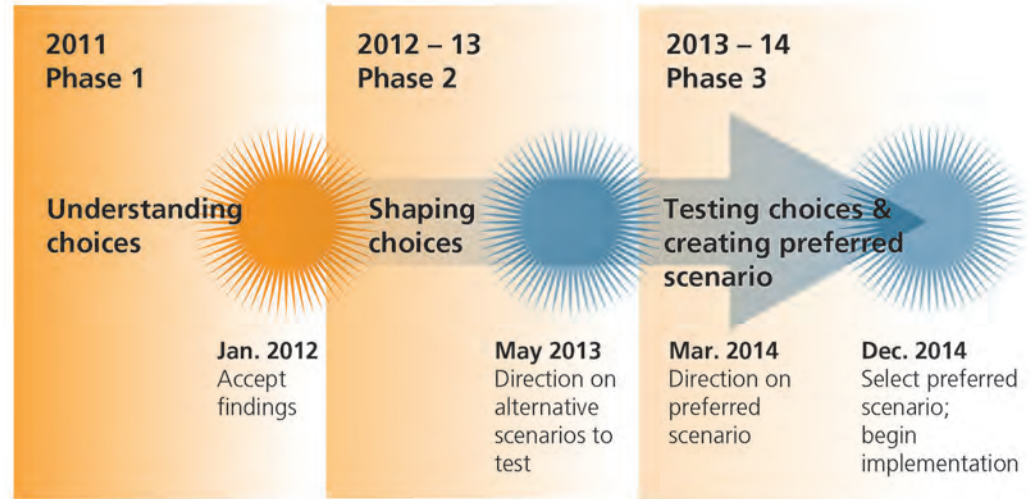 2011
Phase 1
2012 – 13
Phase 2
2013 – 14
Phase 3
Understanding
choices
Shaping
choices
Testing choices &
creating preferred
scenario
Jan. 2012
Accept
findings
May 2013
Direction on
alternative
scenarios to
test
Mar. 2014
Direction on
preferred
scenario
Dec. 2014
Select preferred
scenario;
begin
implementation